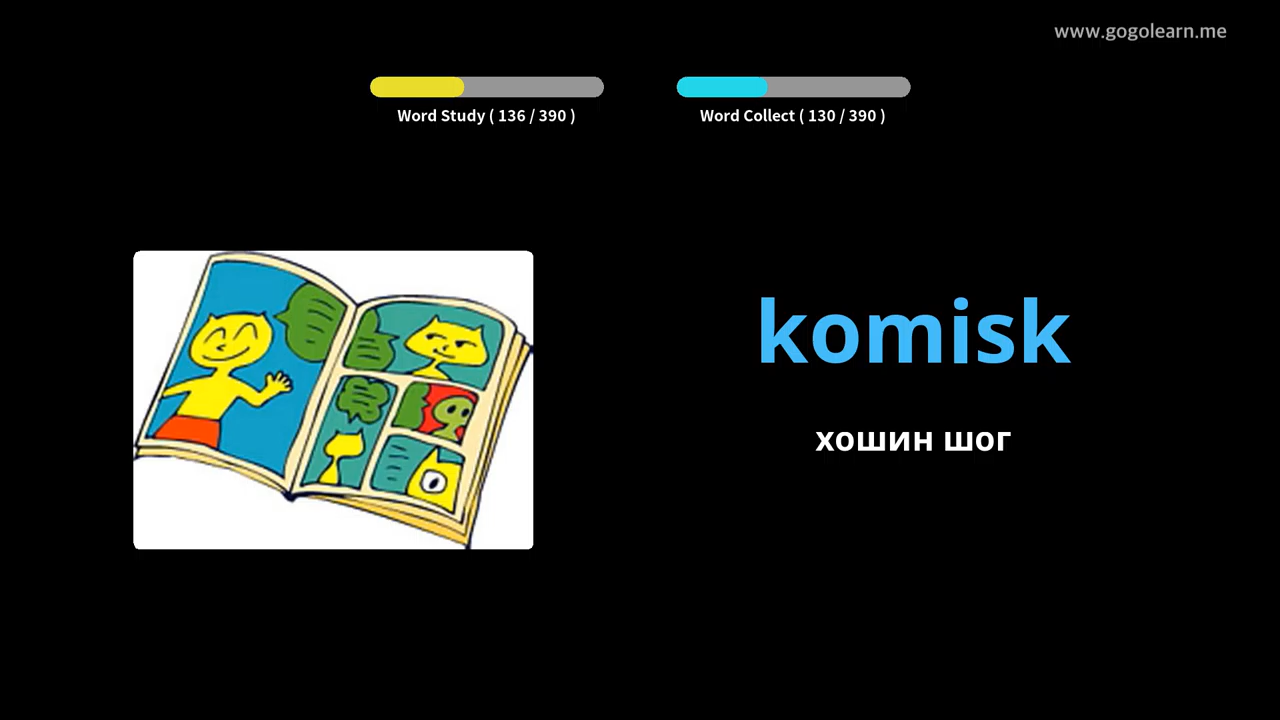 www.gogolearn.me
Word Study ( 136 / 390 )
Word Collect ( 130 / 390 )
komisk
хошин шог